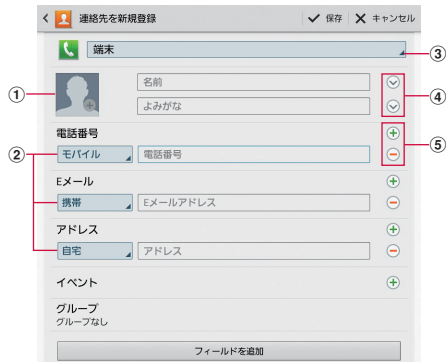 連絡先を新規登録
保存
キャンセル
端末
③
①
名前
よみがな
④
電話番号
⑤
②
モバイル
電話番号
Eメール
携帯
Eメールアドレス
アドレス
自宅
アドレス
イベント
グループ
グループなし
フィールドを追加